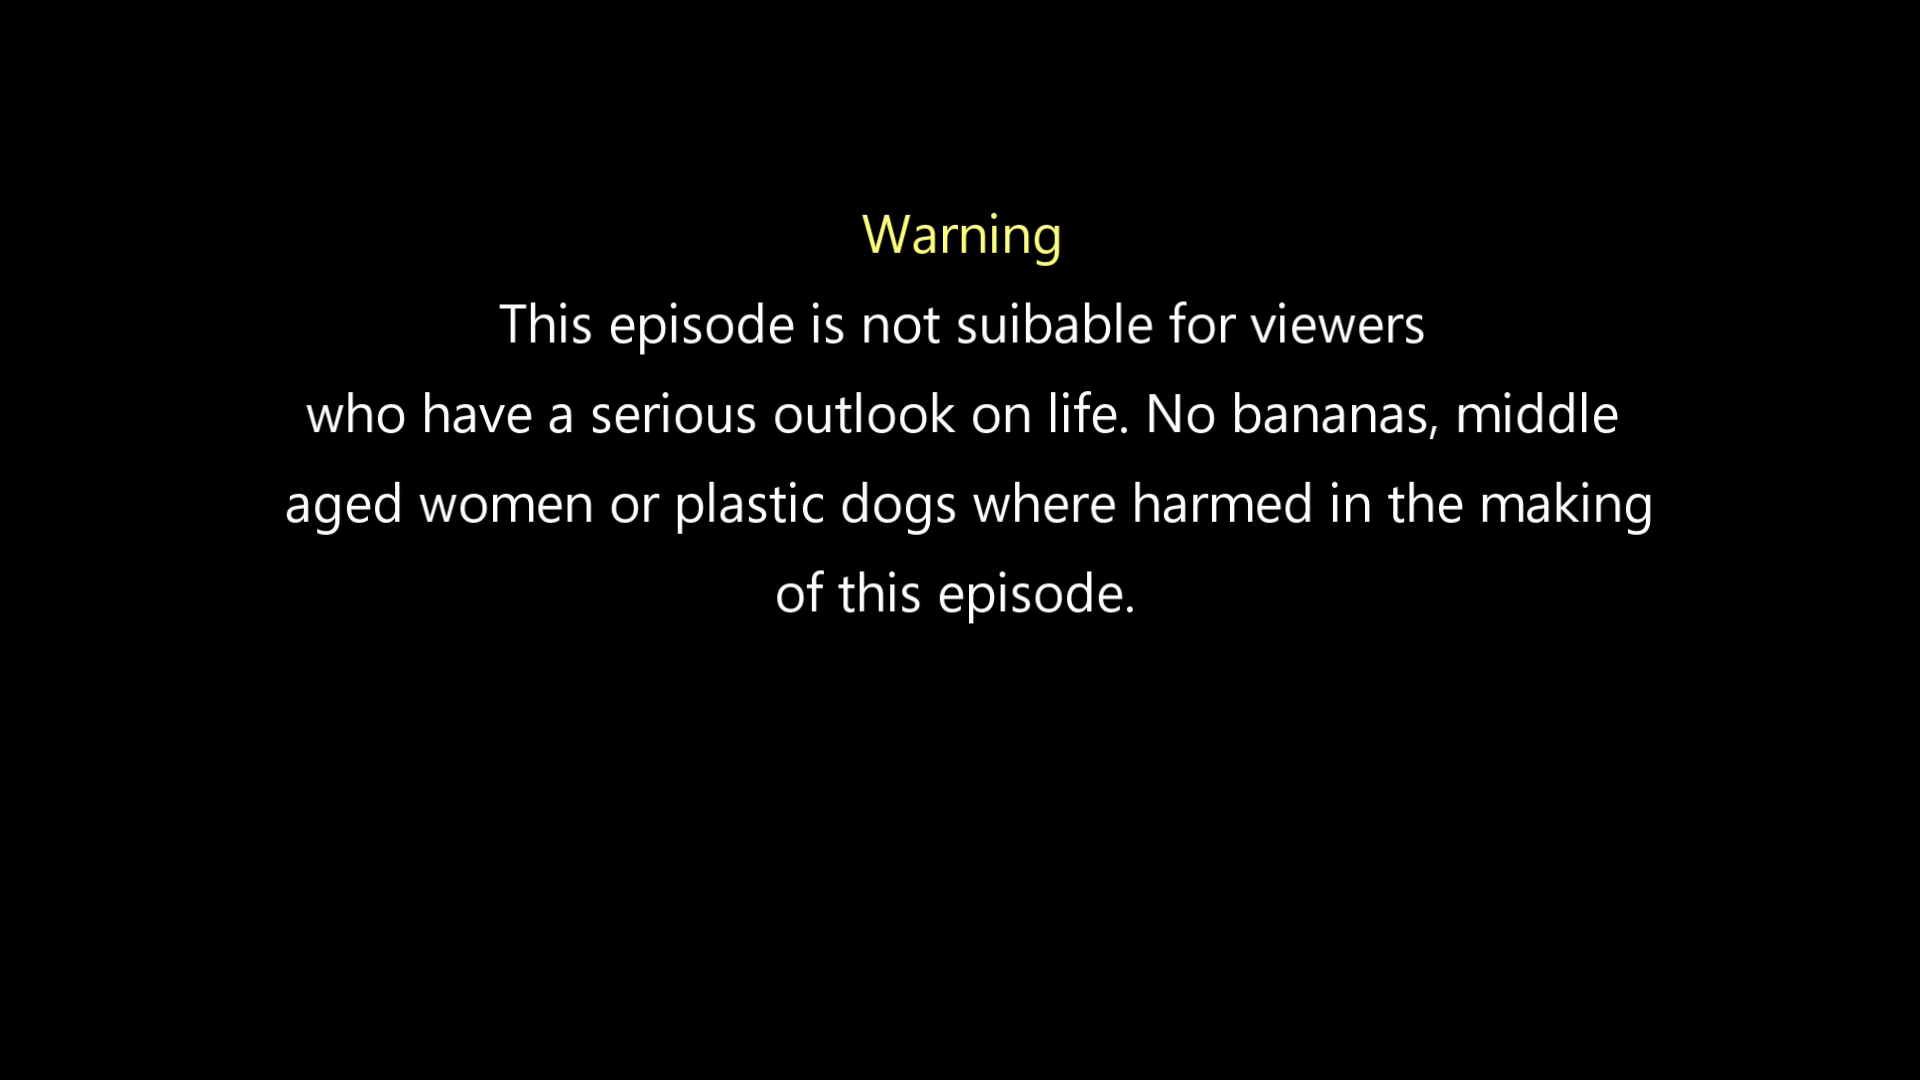 Warning
This episode is not suibable for viewers
who have a serious outlook on life. No bananas, middle
aged women or plastic dogs where harmed in the making
of this episode.